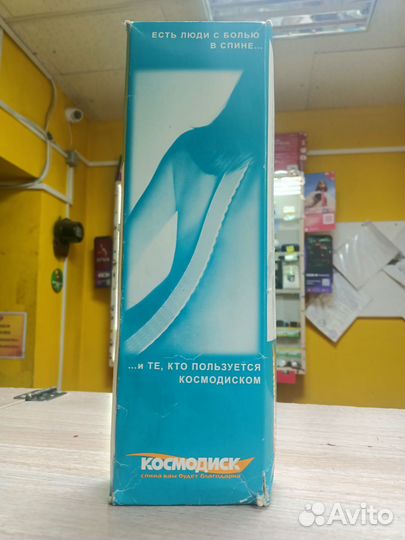 ЕСТЬ ЛЮДИ С БОЛЬЮ
В СПИНЕ...
...и ТЕ, КТО ПОЛЬЗУЕТСЯ
КОСМОДИСКОМ
КОСМОДИСК
спина вам будет благодарна
Avito